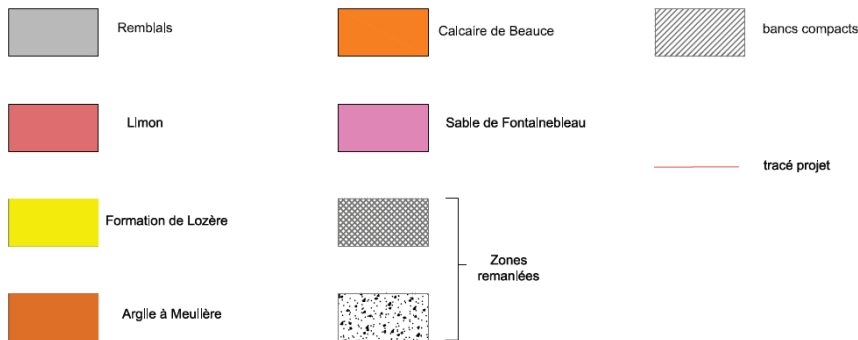 Remblais
Calcaire de Beauce
bancs compacts
Limon
Sable de Fontainebleau
tracé projet
Formation de Lozère
Zones
remaniées
Argile à Meulière